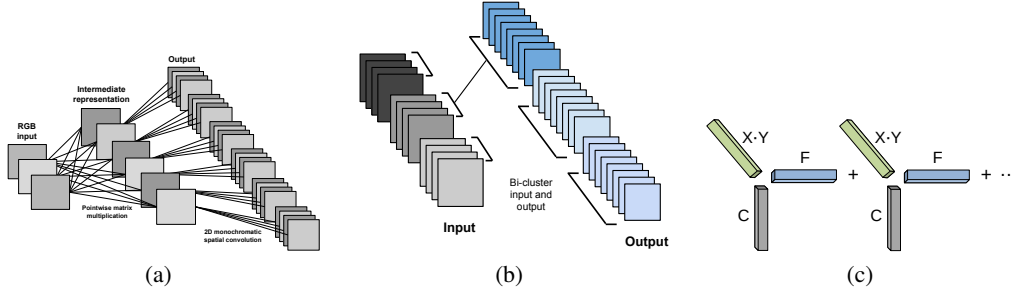 Output
Intermediate
representation
RGB
input
Pointwise matrix
multiplication
2D monochromatic
spatial convolution
(a)
Bi-cluster
input and
output
Input
Output
(b)
X·Y
F
+
X·Y
F
+ ···
C
C
(c)